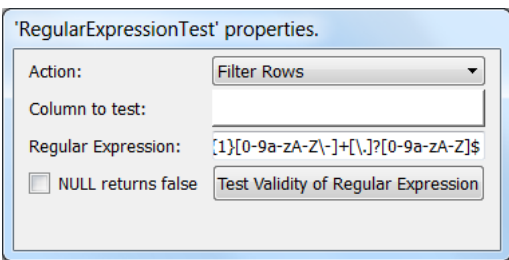 'RegularExpressionTest' properties.
Action: Filter Rows
Column to test:
Regular Expression: {1}[0-9a-zA-Z\-]+[\.]?[0-9a-zA-Z]$
NULL returns false Test Validity of Regular Expression